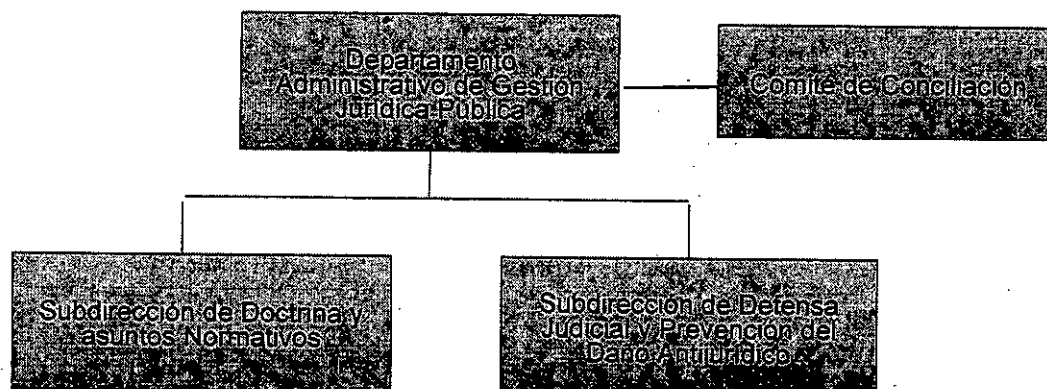 Departamento
Administrativo de Gestión
Jurídica Pública
Comité de Conciliación
Subdirección de Doctrina y
asuntos Normativos
Subdirección de Defensa
Judicial y Prevención del
Daño Antijurídico